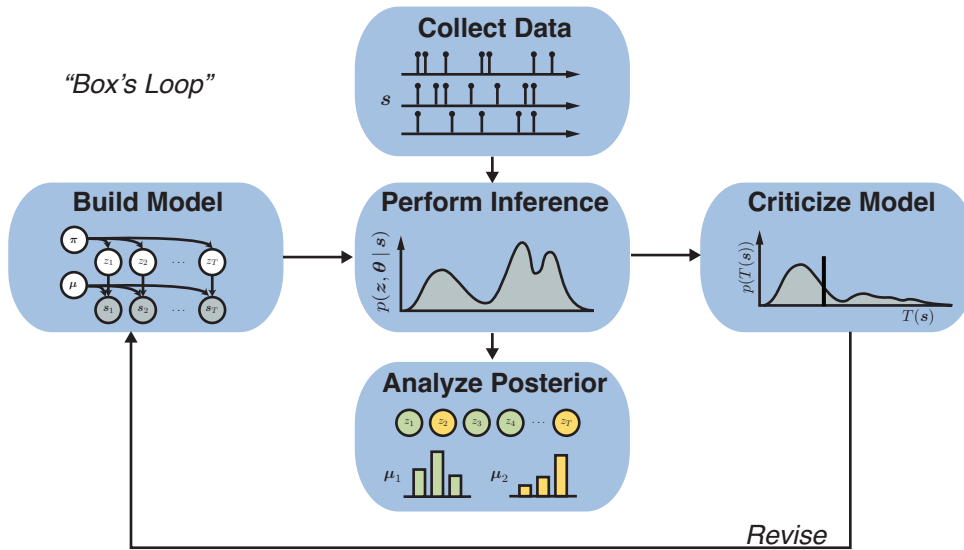 Collect Data
“Box’s Loop”
s
Build Model
π
z1 z2 ... zT
μ
s1 s2 ... sT
Perform Inference
p(z, θ | s)
Criticize Model
p(T(s))
T(s)
Analyze Posterior
z1 z2 z3 z4 ... zT
μ1
μ2
Revise